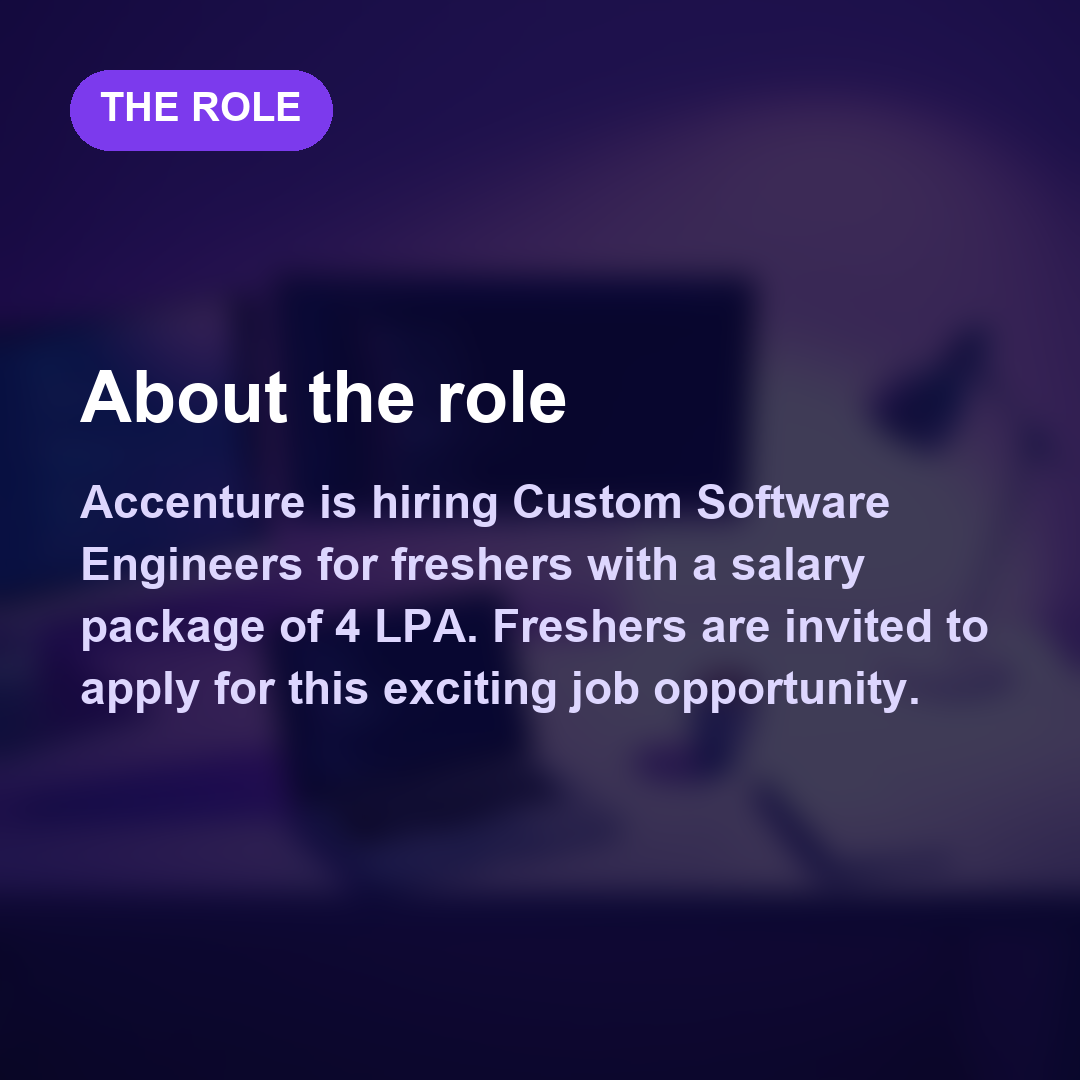 THE ROLE
About the role
Accenture is hiring Custom Software
Engineers for freshers with a salary
package of 4 LPA. Freshers are invited to
apply for this exciting job opportunity.